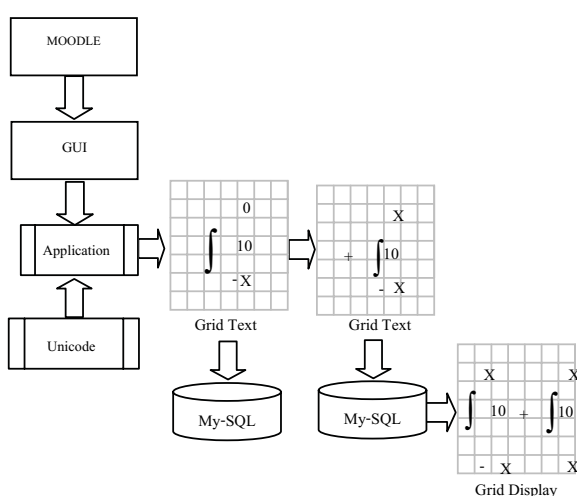 MOODLE
GUI
Application
Unicode
0
∫ 10
- X
Grid Text
My-SQL
X
+ ∫ 10
- X
Grid Text
My-SQL
X X
∫ 10 + ∫ 10
- X X
Grid Display